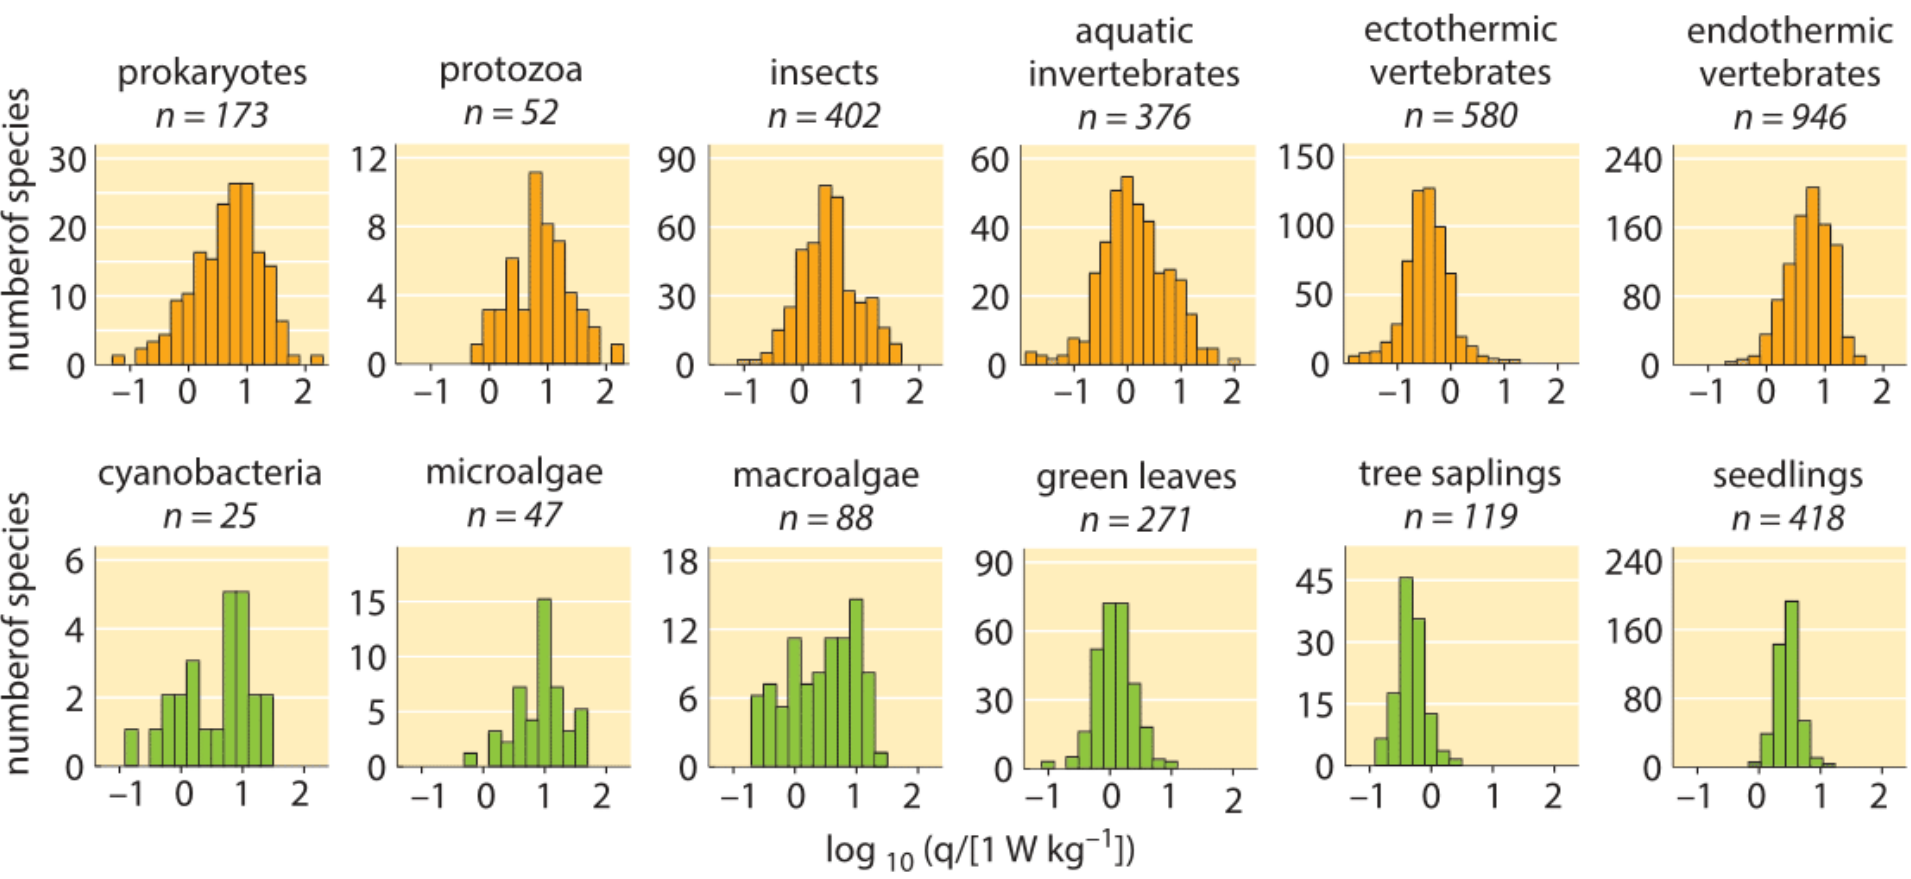 prokaryotes
n = 173
protozoa
n = 52
insects
n = 402
aquatic
invertebrates
n = 376
ectothermic
vertebrates
n = 580
endothermic
vertebrates
n = 946
numberof species
30
20
10
0
−1 0 1 2
12
8
4
0
−1 0 1 2
90
60
30
0
−1 0 1 2
60
40
20
0
−1 0 1 2
150
100
50
0
−1 0 1 2
240
160
80
0
−1 0 1 2
cyanobacteria
n = 25
microalgae
n = 47
macroalgae
n = 88
green leaves
n = 271
tree saplings
n = 119
seedlings
n = 418
numberof species
6
4
2
0
−1 0 1 2
15
10
5
0
−1 0 1 2
18
12
6
0
−1 0 1 2
90
60
30
0
−1 0 1 2
45
30
15
0
−1 0 1 2
240
160
80
0
−1 0 1 2
log 10 (q/[1 W kg−1])